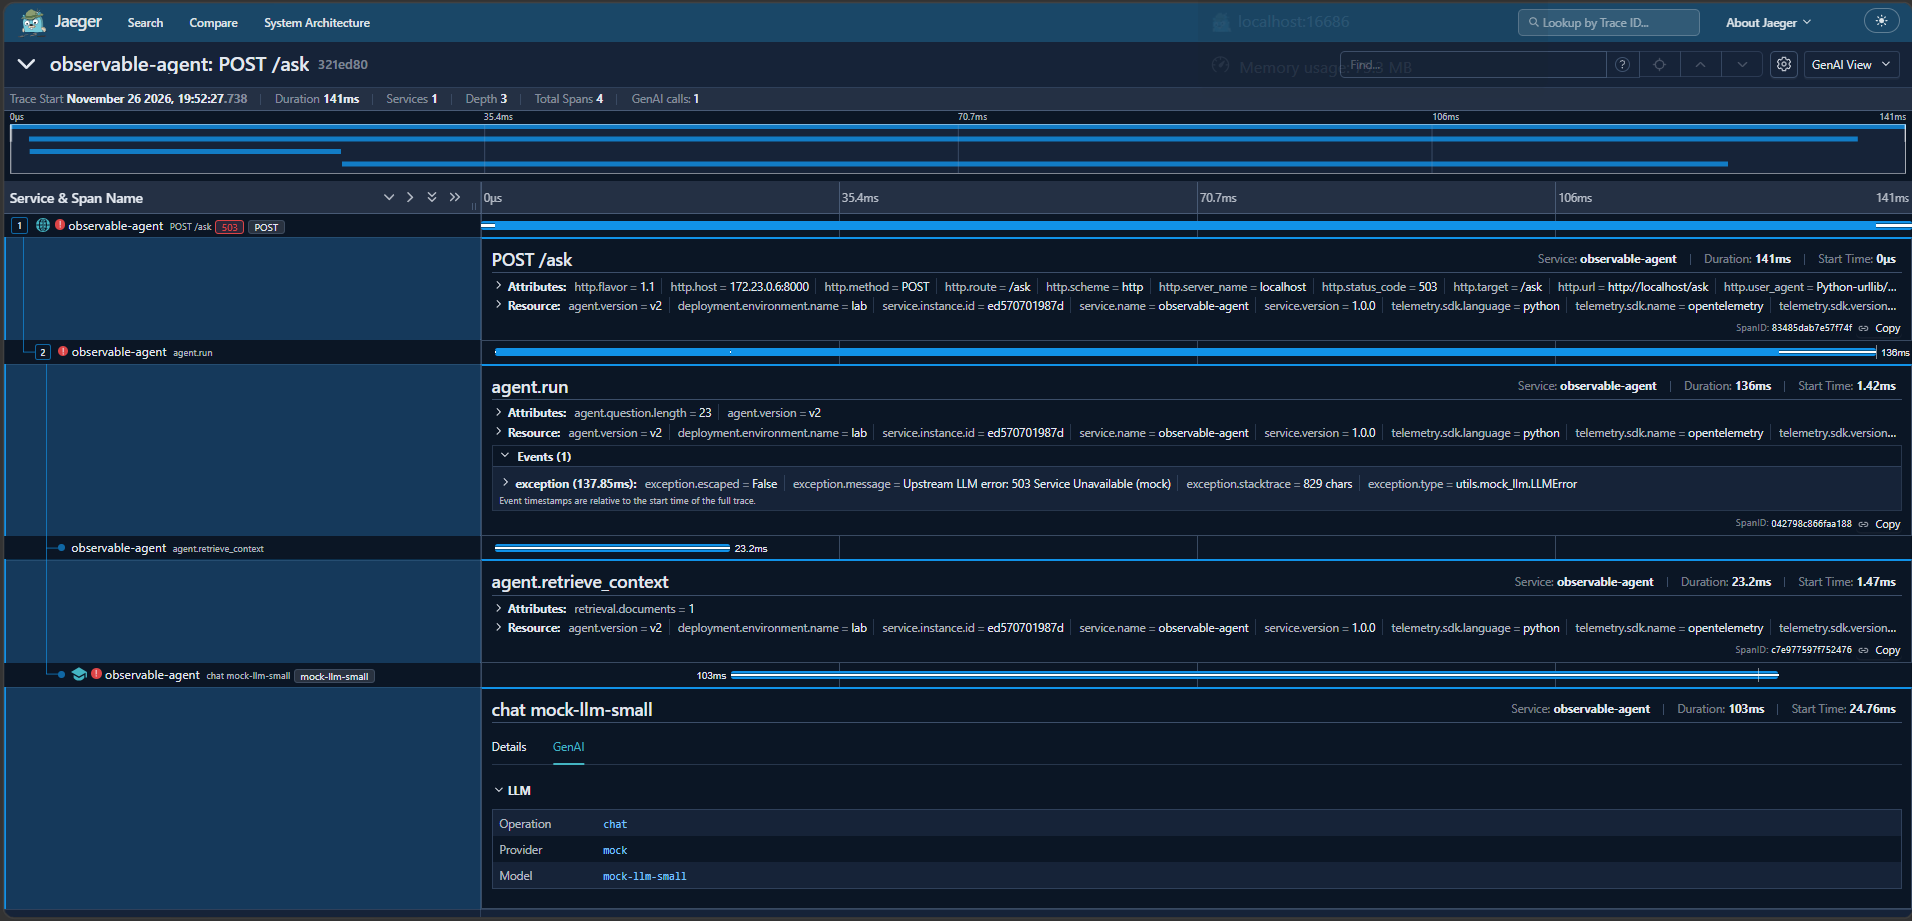 Jaeger Search Compare System Architecture localhost:16686 Lookup by Trace ID... About Jaeger
observable-agent: POST /ask 321ed80 Find... ? GenAI View
Trace Start November 26 2026, 19:52:27.738 Duration 141ms Services 1 Depth 3 Total Spans 4 GenAI calls: 1
0μs 35.4ms 70.7ms 106ms 141ms
Service & Span Name 0μs 35.4ms 70.7ms 106ms 141ms
1 observable-agent POST /ask 503 POST
POST /ask Service: observable-agent Duration: 141ms Start Time: 0μs
Attributes: http.flavor = 1.1 http.host = 172.23.0.6:8000 http.method = POST http.route = /ask http.scheme = http http.server_name = localhost http.status_code = 503 http.target = /ask http.url = http://localhost/ask http.user_agent = Python-urllib/...
Resource: agent.version = v2 deployment.environment.name = lab service.instance.id = ed570701987d service.name = observable-agent service.version = 1.0.0 telemetry.sdk.language = python telemetry.sdk.name = opentelemetry telemetry.sdk.version...
SpanID: 83485dab7e57f74f Copy
2 observable-agent agent.run 136ms
agent.run Service: observable-agent Duration: 136ms Start Time: 1.42ms
Attributes: agent.question.length = 23 agent.version = v2
Resource: agent.version = v2 deployment.environment.name = lab service.instance.id = ed570701987d service.name = observable-agent service.version = 1.0.0 telemetry.sdk.language = python telemetry.sdk.name = opentelemetry telemetry.sdk.version...
Events (1)
exception (137.85ms): exception.escaped = False exception.message = Upstream LLM error: 503 Service Unavailable (mock) exception.stacktrace = 829 chars exception.type = utils.mock_llm.LLMError
Event timestamps are relative to the start time of the full trace.
SpanID: 042798c866faa188 Copy
observable-agent agent.retrieve_context 23.2ms
agent.retrieve_context Service: observable-agent Duration: 23.2ms Start Time: 1.47ms
Attributes: retrieval.documents = 1
Resource: agent.version = v2 deployment.environment.name = lab service.instance.id = ed570701987d service.name = observable-agent service.version = 1.0.0 telemetry.sdk.language = python telemetry.sdk.name = opentelemetry telemetry.sdk.version...
SpanID: c7e977597f752476 Copy
observable-agent chat mock-llm-small mock-llm-small 103ms
chat mock-llm-small Service: observable-agent Duration: 103ms Start Time: 24.76ms
Details GenAI
LLM
Operation chat
Provider mock
Model mock-llm-small